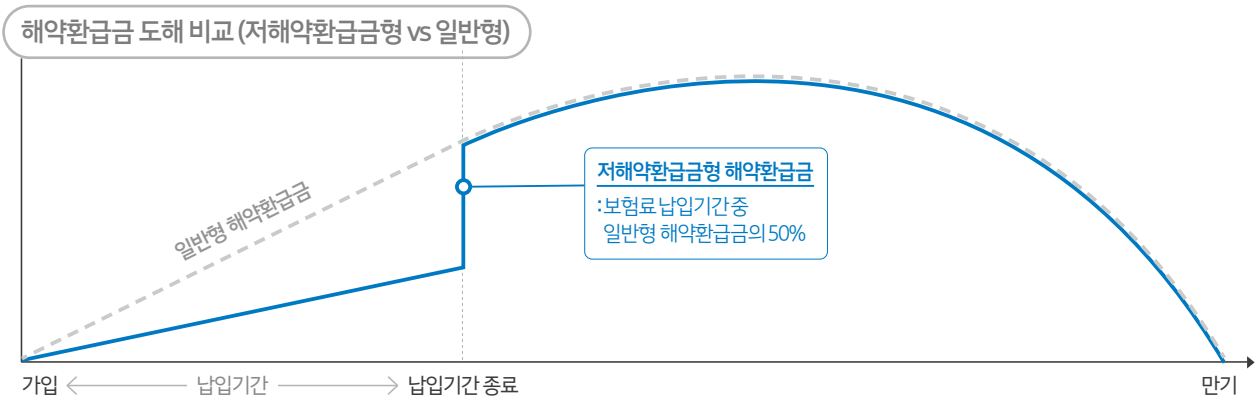 해약환급금 도해 비교 (저해약환급금형 vs 일반형)
일반형 해약환급금
저해약환급금형 해약환급금
:보험료 납입기간 중
일반형 해약환급금의 50%
가입
납입기간
납입기간 종료
만기